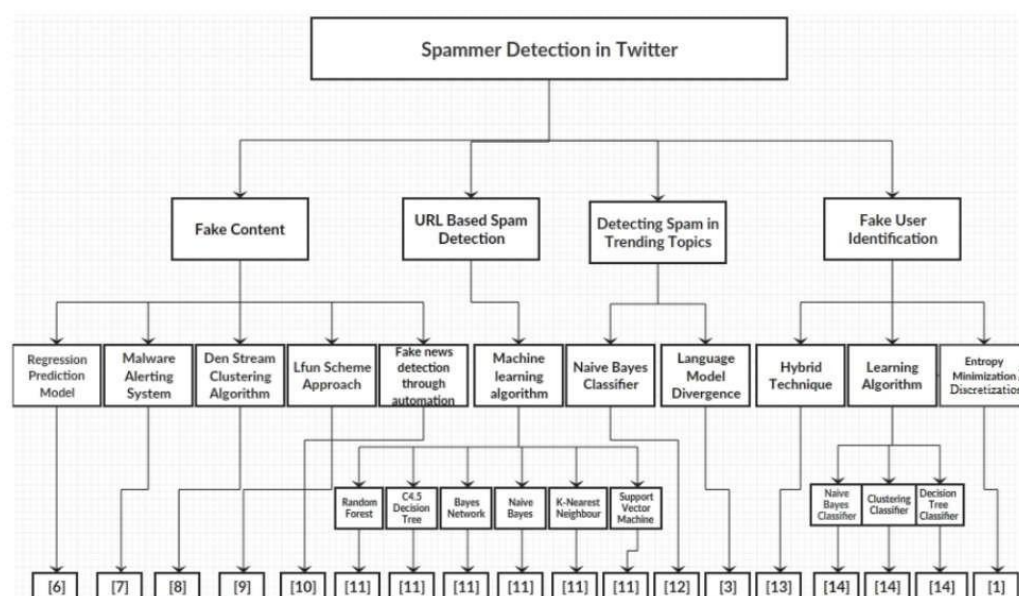 Spammer Detection in Twitter
Fake Content
URL Based Spam
Detection
Detecting Spam in
Trending Topics
Fake User
Identification
Regression
Prediction
Model
Malware
Alerting
System
Den Stream
Clustering
Algorithm
Lfun Scheme
Approach
Fake news
detection
through
automation
Machine
learning
algorithm
Naive Bayes
Classifier
Language
Model
Divergence
Hybrid
Technique
Learning
Algorithm
Entropy
Minimization
Discretization
Random
Forest
C4.5
Decision
Tree
Bayes
Network
Naive
Bayes
K-Nearest
Neighbour
Support
Vector
Machine
Naive
Bayes
Classifier
Clustering
Classifier
Decision
Tree
Classifier
[6]
[7]
[8]
[9]
[10]
[11]
[11]
[11]
[11]
[11]
[11]
[12]
[3]
[13]
[14]
[14]
[14]
[1]